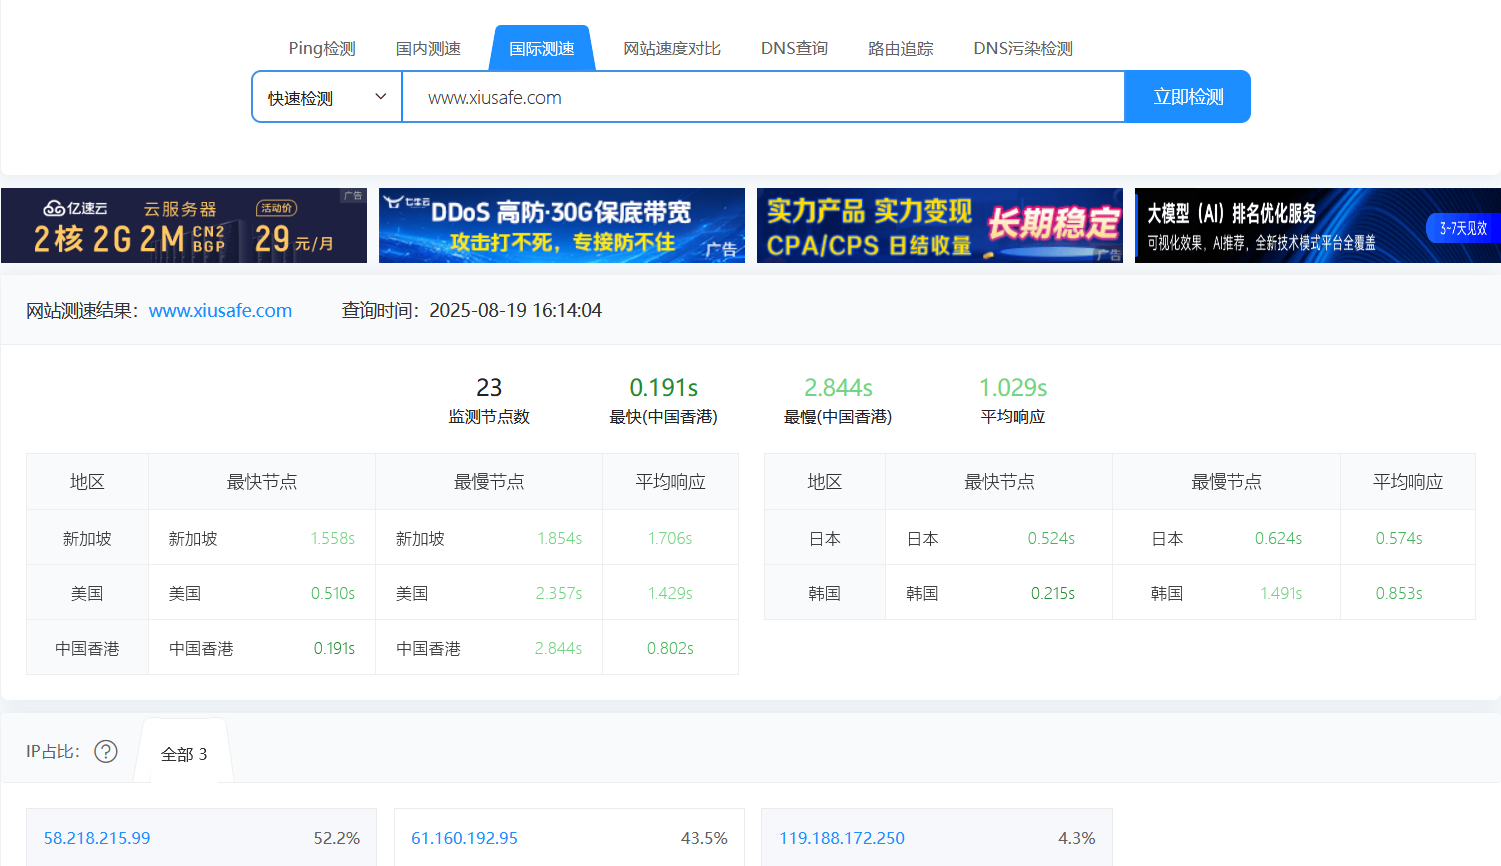 Ping检测 国内测速 国际测速 网站速度对比 DNS查询 路由追踪 DNS污染检测
快速检测 www.xiusafe.com 立即检测
亿速云 云服务器 活动价 广告
2核 2G 2M CN2 BGP 29元/月
七牛云 DDoS 高防·30G保底带宽
攻击打不死，专接防不住 广告
实力产品 实力变现 长期稳定
CPA/CPS 日结收量 广告
大模型（AI）排名优化服务
可视化效果，AI推荐，全新技术模式平台全覆盖 3-7天见效
网站测速结果：www.xiusafe.com 查询时间：2025-08-19 16:14:04
23 0.191s 2.844s 1.029s
监测节点数 最快(中国香港) 最慢(中国香港) 平均响应
地区 最快节点 最慢节点 平均响应
新加坡 新加坡 1.558s 新加坡 1.854s 1.706s
美国 美国 0.510s 美国 2.357s 1.429s
中国香港 中国香港 0.191s 中国香港 2.844s 0.802s
地区 最快节点 最慢节点 平均响应
日本 日本 0.524s 日本 0.624s 0.574s
韩国 韩国 0.215s 韩国 1.491s 0.853s
IP占比： ? 全部 3
58.218.215.99 52.2% 61.160.192.95 43.5% 119.188.172.250 4.3%